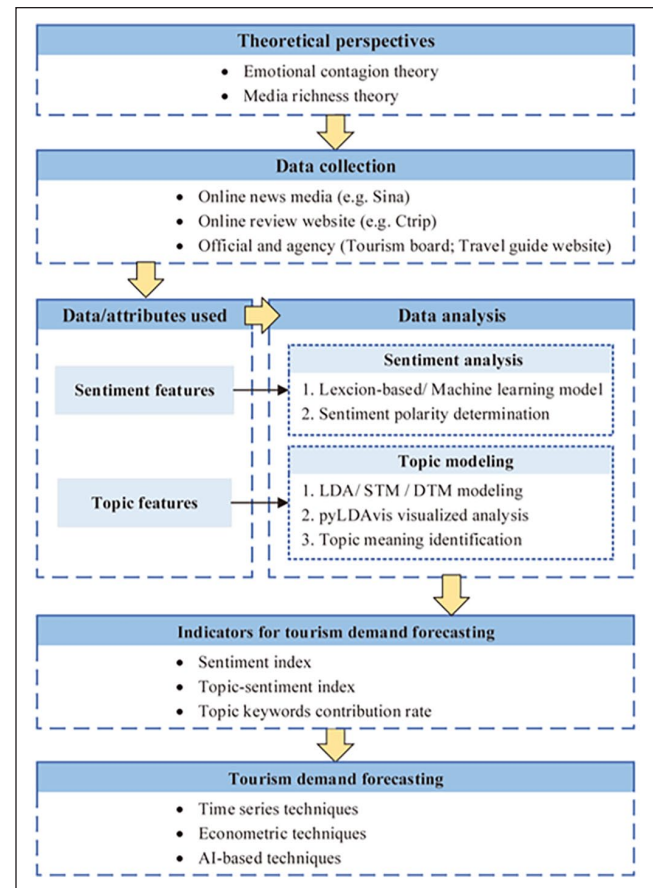 Theoretical perspectives
• Emotional contagion theory
• Media richness theory
Data collection
• Online news media (e.g. Sina)
• Online review website (e.g. Ctrip)
• Official and agency (Tourism board; Travel guide website)
Data/attributes used
Sentiment features
Topic features
Data analysis
Sentiment analysis
1. Lexcion-based/ Machine learning model
2. Sentiment polarity determination
Topic modeling
1. LDA/ STM / DTM modeling
2. pyLDAvis visualized analysis
3. Topic meaning identification
Indicators for tourism demand forecasting
• Sentiment index
• Topic-sentiment index
• Topic keywords contribution rate
Tourism demand forecasting
• Time series techniques
• Econometric techniques
• AI-based techniques